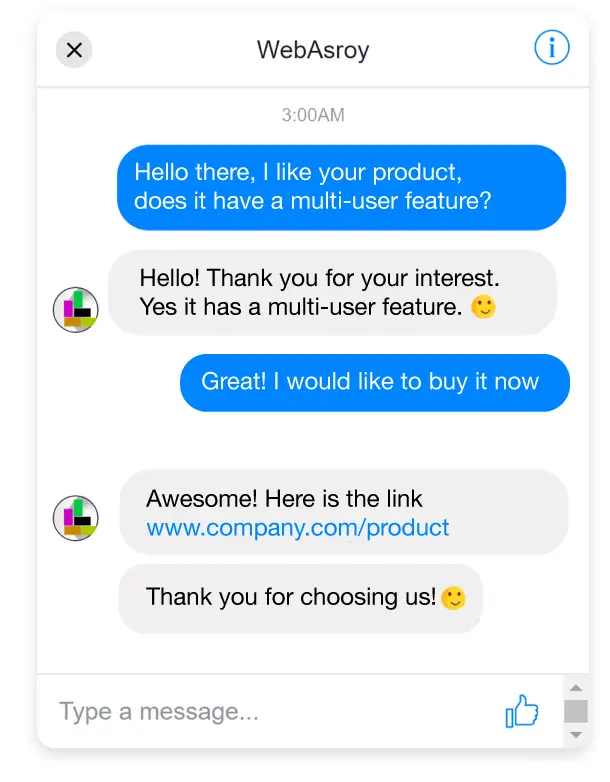 WebAsroy
3:00AM
Hello there, I like your product,
does it have a multi-user feature?
Hello! Thank you for your interest.
Yes it has a multi-user feature. 🙂
Great! I would like to buy it now
Awesome! Here is the link
www.company.com/product
Thank you for choosing us!🙂
Type a message...